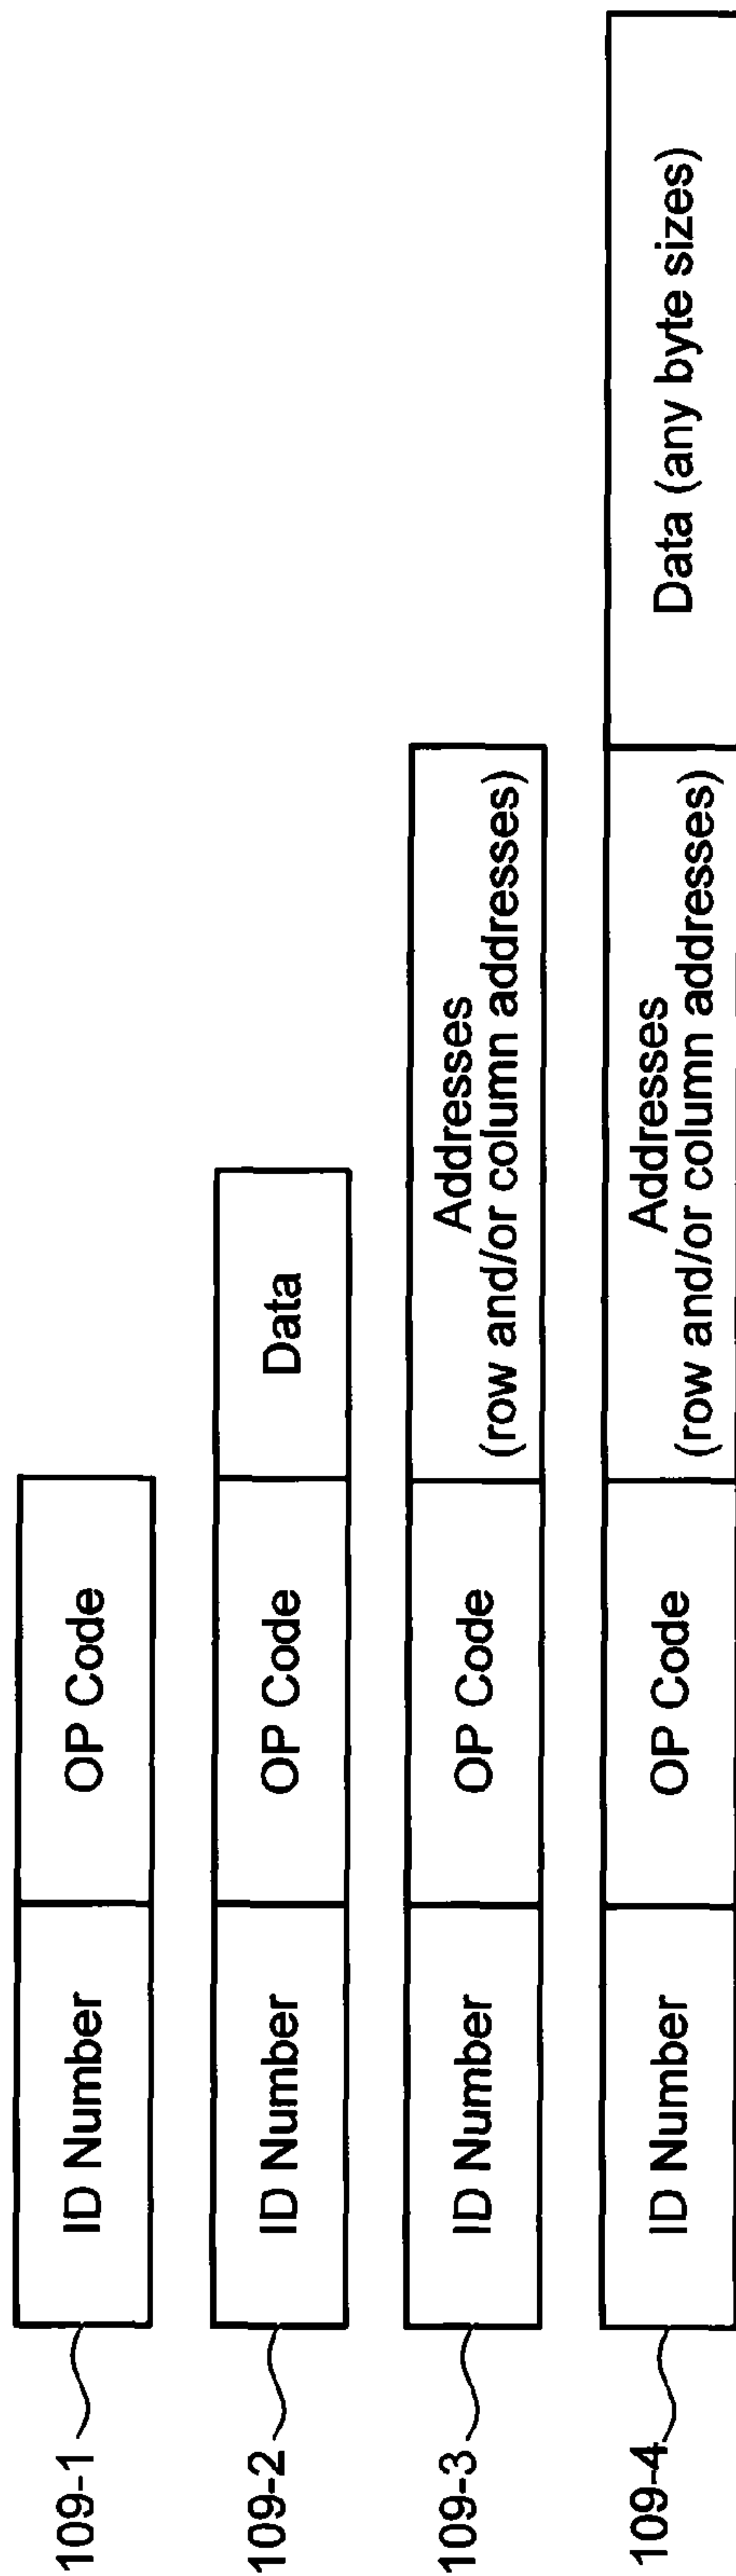 109-1
ID Number
OP Code
109-2
ID Number
OP Code
Data
109-3
ID Number
OP Code
Addresses
(row and/or column addresses)
109-4
ID Number
OP Code
Addresses
(row and/or column addresses)
Data (any byte sizes)